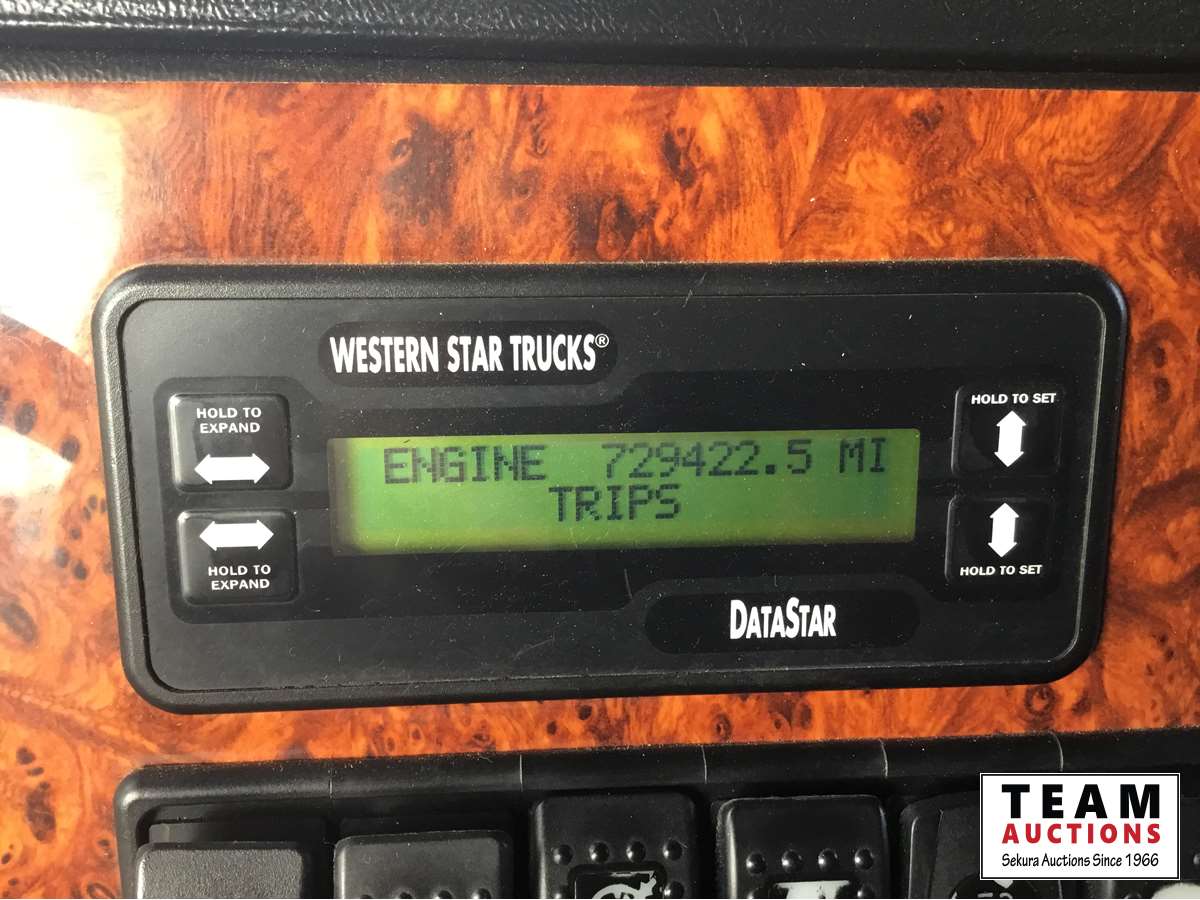 WESTERN STAR TRUCKS®
HOLD TO
EXPAND
HOLD TO SET
ENGINE 729422.5 MI
TRIPS
HOLD TO
EXPAND
HOLD TO SET
DATASTAR
TEAM
AUCTIONS
Sekura Auctions Since 1966